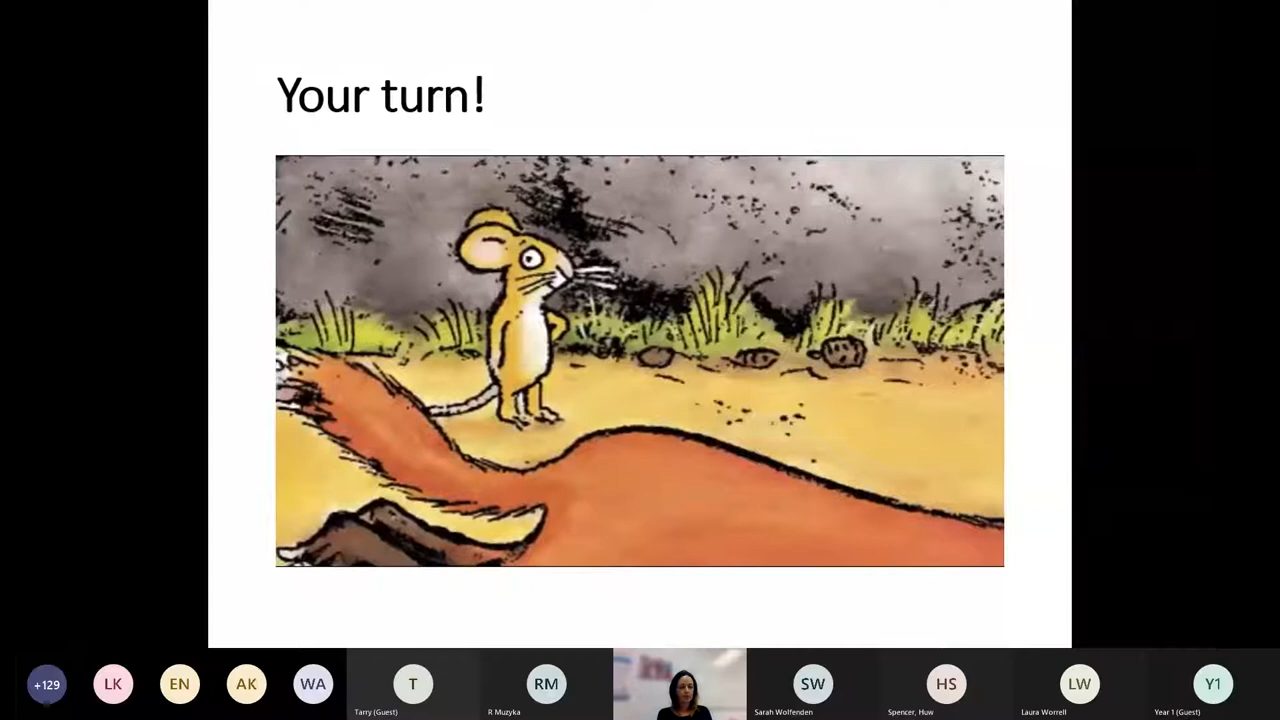 Your turn!
+129
LK
EN
AK
WA
T
RM
SW
HS
LW
Y1
Tarry (Guest)
R Muzyka
Sarah Wolfenden
Spencer, Huw
Laura Worrell
Year 1 (Guest)